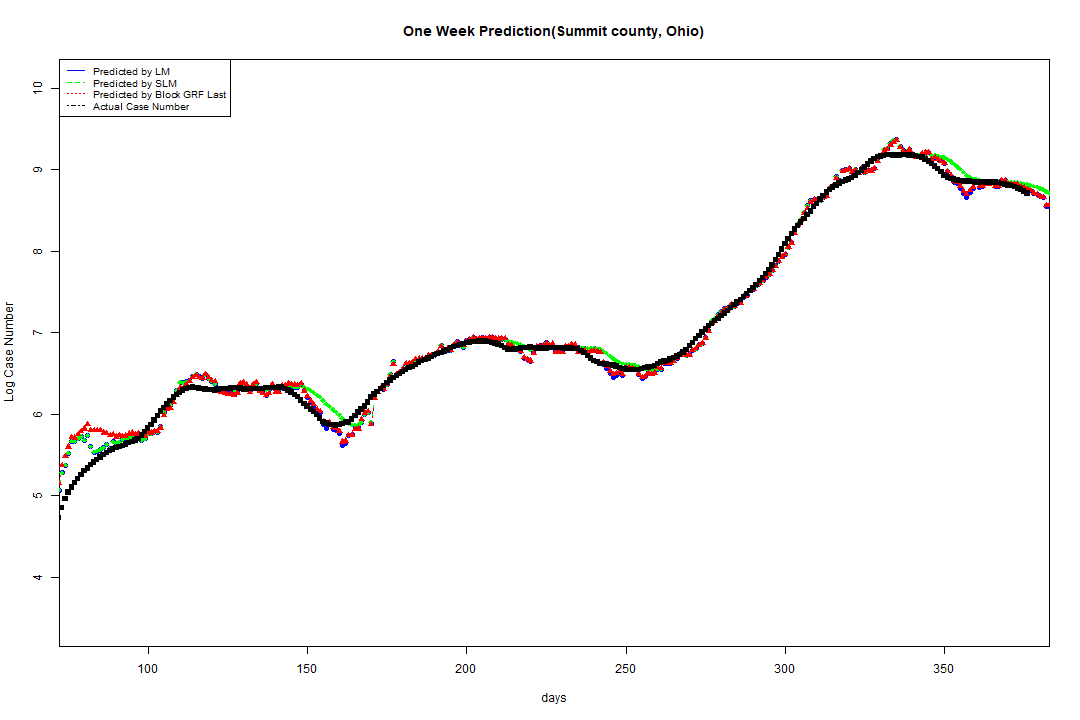 One Week Prediction(Summit county, Ohio)
Predicted by LM
Predicted by SLM
Predicted by Block GRF Last
Actual Case Number
Log Case Number
10
9
8
7
6
5
4
100 150 200 250 300 350
days